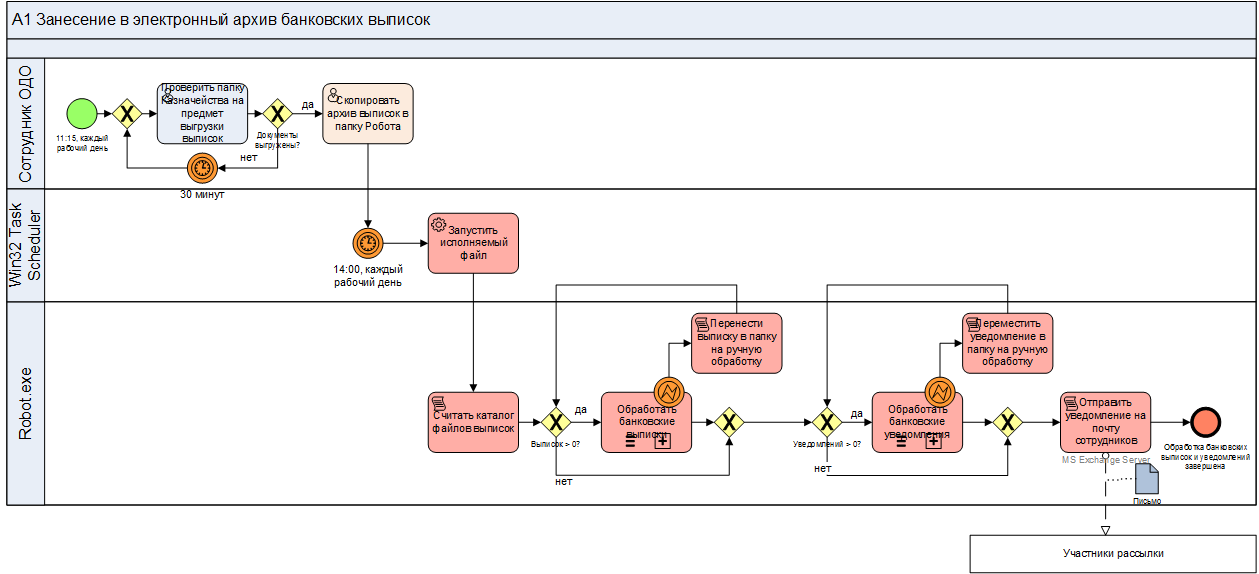 А1 Занесение в электронный архив банковских выписок
Сотрудник ОДО
11:15, каждый
рабочий день
Проверить папку
Казначейства на
предмет
выгрузки
выписок
Документы
выгружены?
да
нет
30 минут
Скопировать
архив выписок в
папку Робота
Win32 Task
Scheduler
14:00, каждый
рабочий день
Запустить
исполняемый
файл
Robot.exe
Считать каталог
файлов выписок
Выписок > 0?
да
нет
Обработать
банковские
выписки
Перенести
выписку в папку
на ручную
обработку
Уведомлений > 0?
да
нет
Обработать
банковские
уведомления
Переместить
уведомление в
папку на ручную
обработку
Отправить
уведомление на
почту
сотрудников
MS Exchange Server
Обработка банковских
выписок и уведомлений
завершена
Письмо
Участники рассылки